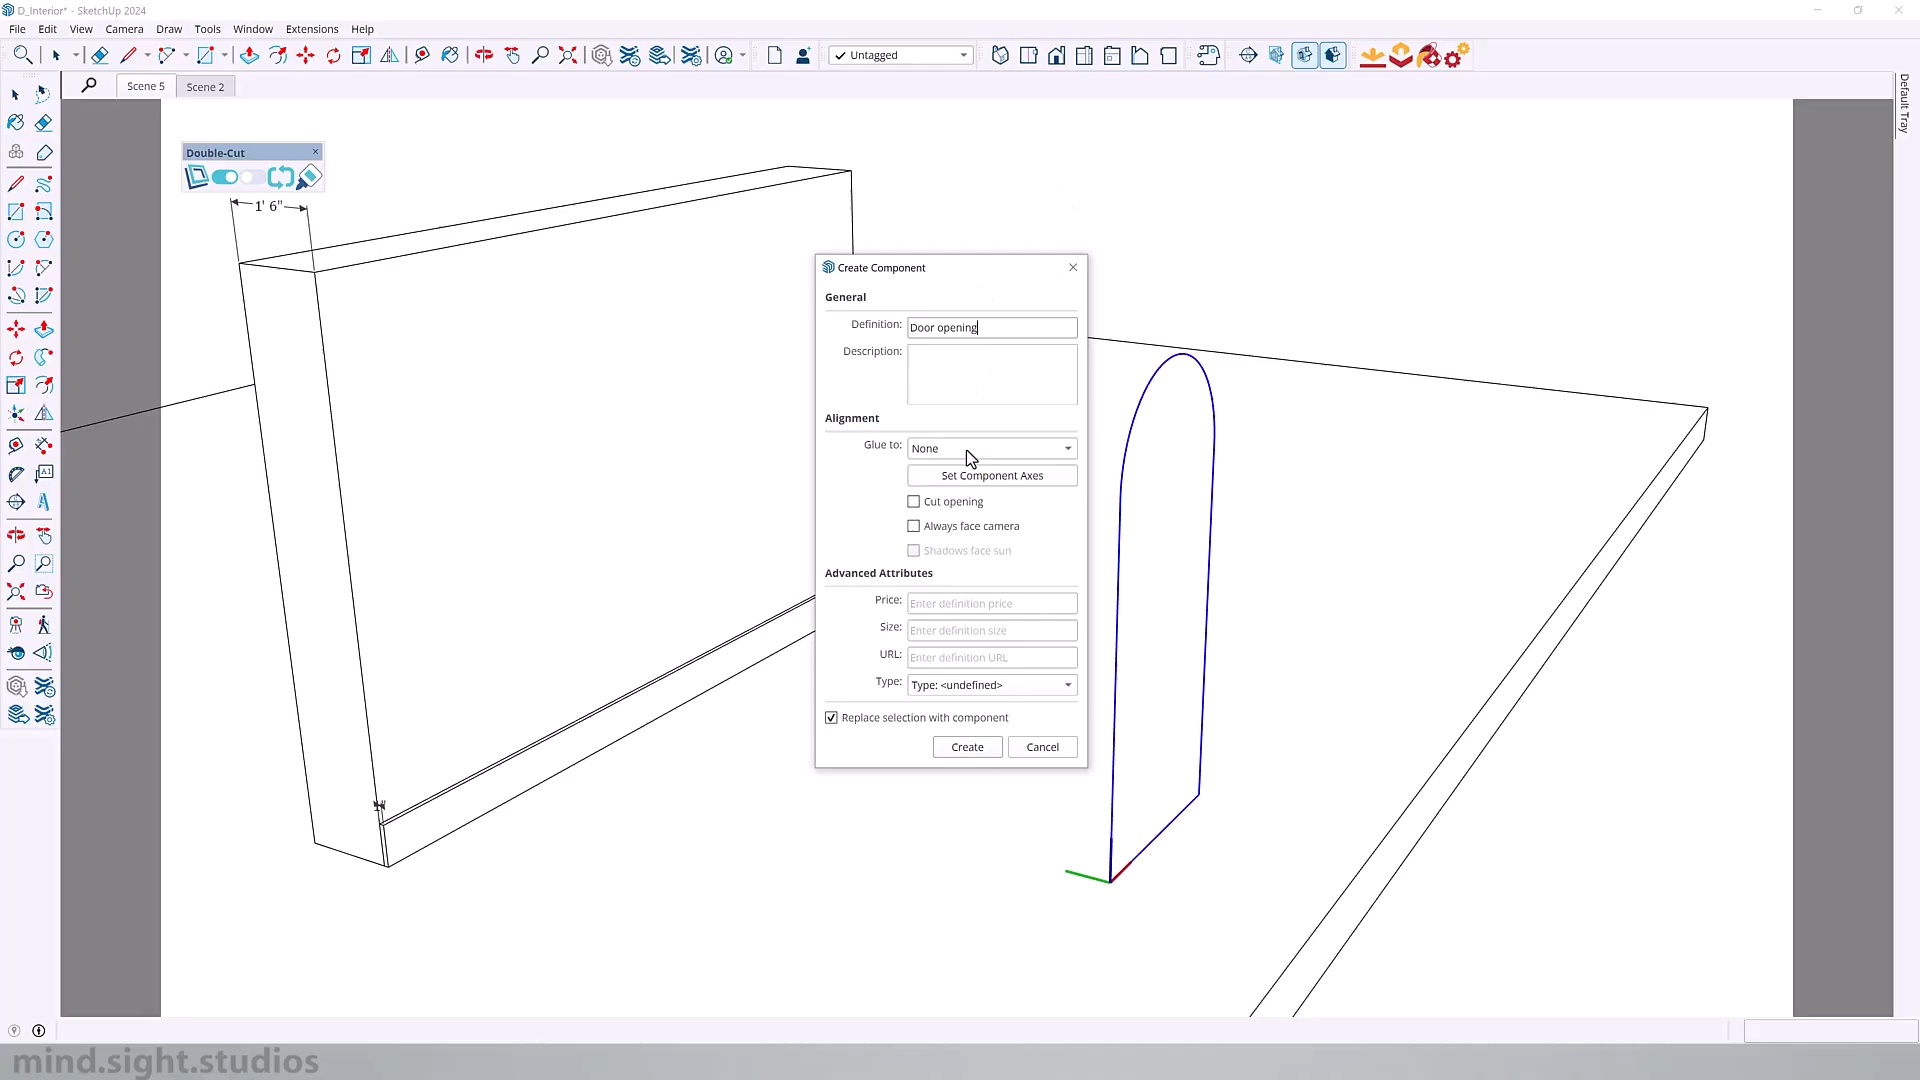 D_Interior* - SketchUp 2024
File Edit View Camera Draw Tools Window Extensions Help
Untagged
Scene 5 Scene 2
Default Tray
Double-Cut
1' 6"
Create Component
General
Definition: Door opening
Description:
Alignment
Glue to: None
Set Component Axes
Cut opening
Always face camera
Shadows face sun
Advanced Attributes
Price: Enter definition price
Size: Enter definition size
URL: Enter definition URL
Type: Type: <undefined>
Replace selection with component
Create Cancel
mind.sight.studios